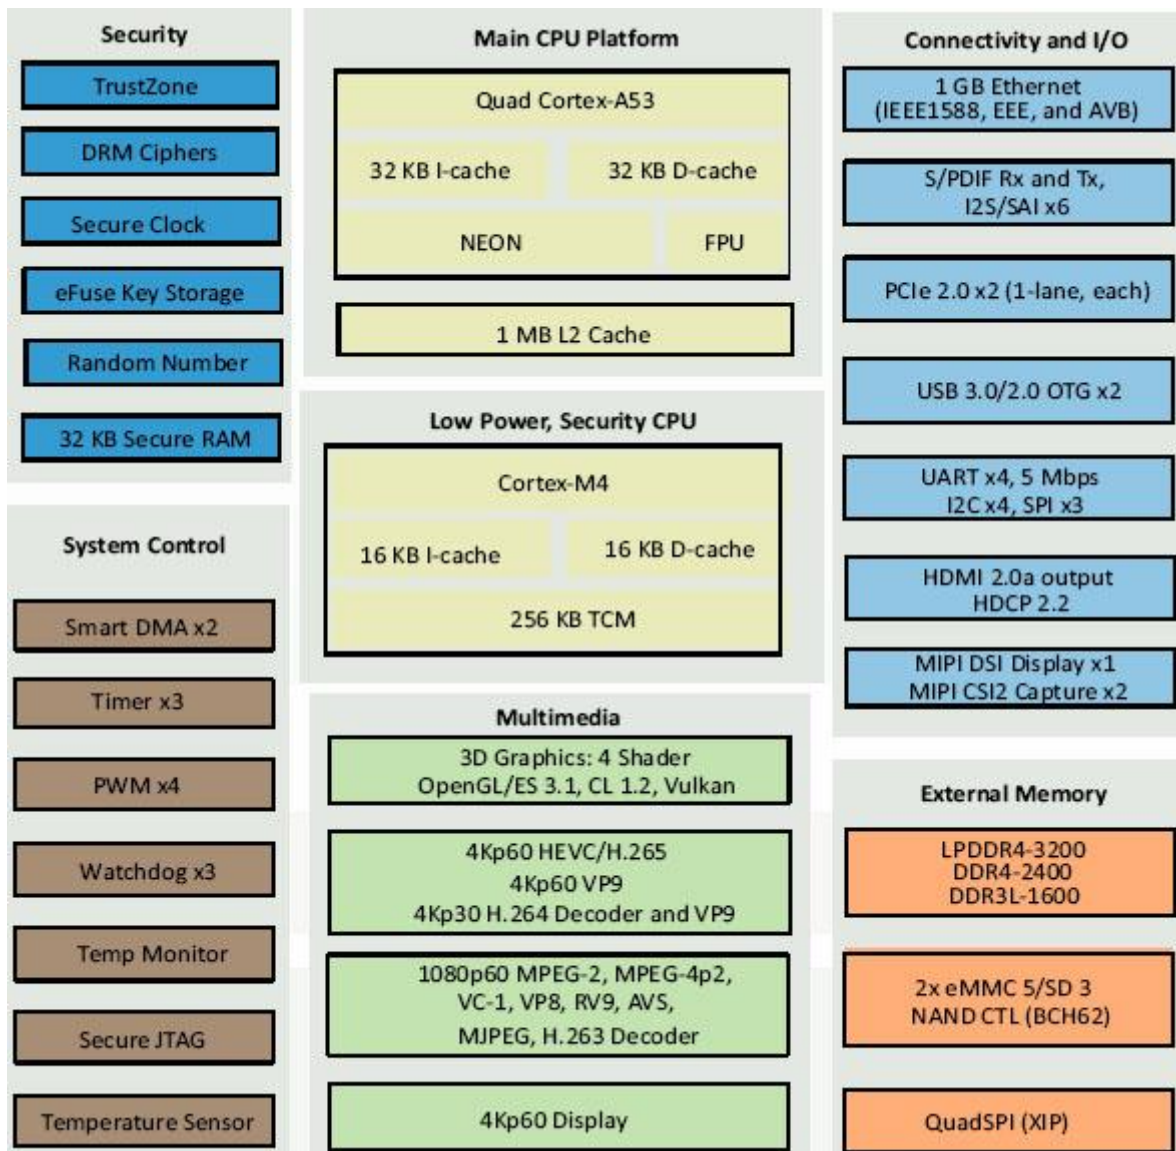 Security
TrustZone
DRM Ciphers
Secure Clock
eFuse Key Storage
Random Number
32 KB Secure RAM
System Control
Smart DMA x2
Timer x3
PWM x4
Watchdog x3
Temp Monitor
Secure JTAG
Temperature Sensor
Main CPU Platform
Quad Cortex-A53
32 KB I-cache
32 KB D-cache
NEON
FPU
1 MB L2 Cache
Low Power, Security CPU
Cortex-M4
16 KB I-cache
16 KB D-cache
256 KB TCM
Multimedia
3D Graphics: 4 Shader
OpenGL/ES 3.1, CL 1.2, Vulkan
4Kp60 HEVC/H.265
4Kp60 VP9
4Kp30 H.264 Decoder and VP9
1080p60 MPEG-2, MPEG-4p2,
VC-1, VP8, RV9, AVS,
MJPEG, H.263 Decoder
4Kp60 Display
Connectivity and I/O
1 GB Ethernet
(IEEE1588, EEE, and AVB)
S/PDIF Rx and Tx,
I2S/SAI x6
PCIe 2.0 x2 (1-lane, each)
USB 3.0/2.0 OTG x2
UART x4, 5 Mbps
I2C x4, SPI x3
HDMI 2.0a output
HDCP 2.2
MIPI DSI Display x1
MIPI CSI2 Capture x2
External Memory
LPDDR4-3200
DDR4-2400
DDR3L-1600
2x eMMC 5/SD 3
NAND CTL (BCH62)
QuadSPI (XIP)